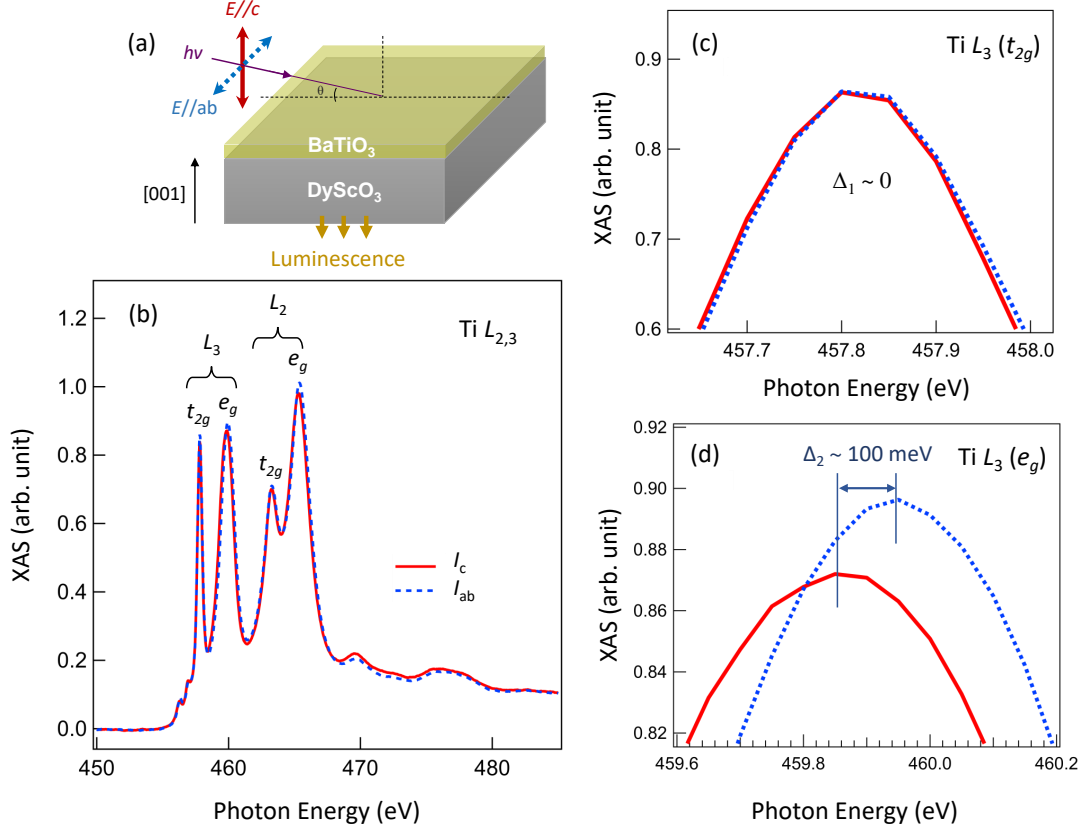 (a)
E//c
hν
E//ab
θ
BaTiO3
DyScO3
[001]
Luminescence
(b)
Ti L2,3
L3
L2
t2g
eg
t2g
eg
Ic
Iab
XAS (arb. unit)
1.2
1.0
0.8
0.6
0.4
0.2
0.0
450
460
470
480
Photon Energy (eV)
(c)
Ti L3 (t2g)
Δ1 ~ 0
XAS (arb. unit)
0.9
0.8
0.7
0.6
457.7
457.8
457.9
458.0
Photon Energy (eV)
(d)
Δ2 ~ 100 meV
Ti L3 (eg)
XAS (arb. unit)
0.92
0.90
0.88
0.86
0.84
0.82
459.6
459.8
460.0
460.2
Photon Energy (eV)